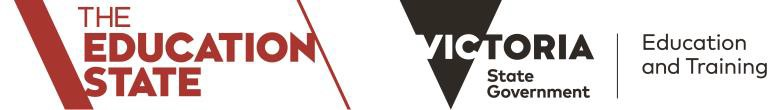 THE
EDUCATION
STATE
VICTORIA
State
Government
Education
and Training